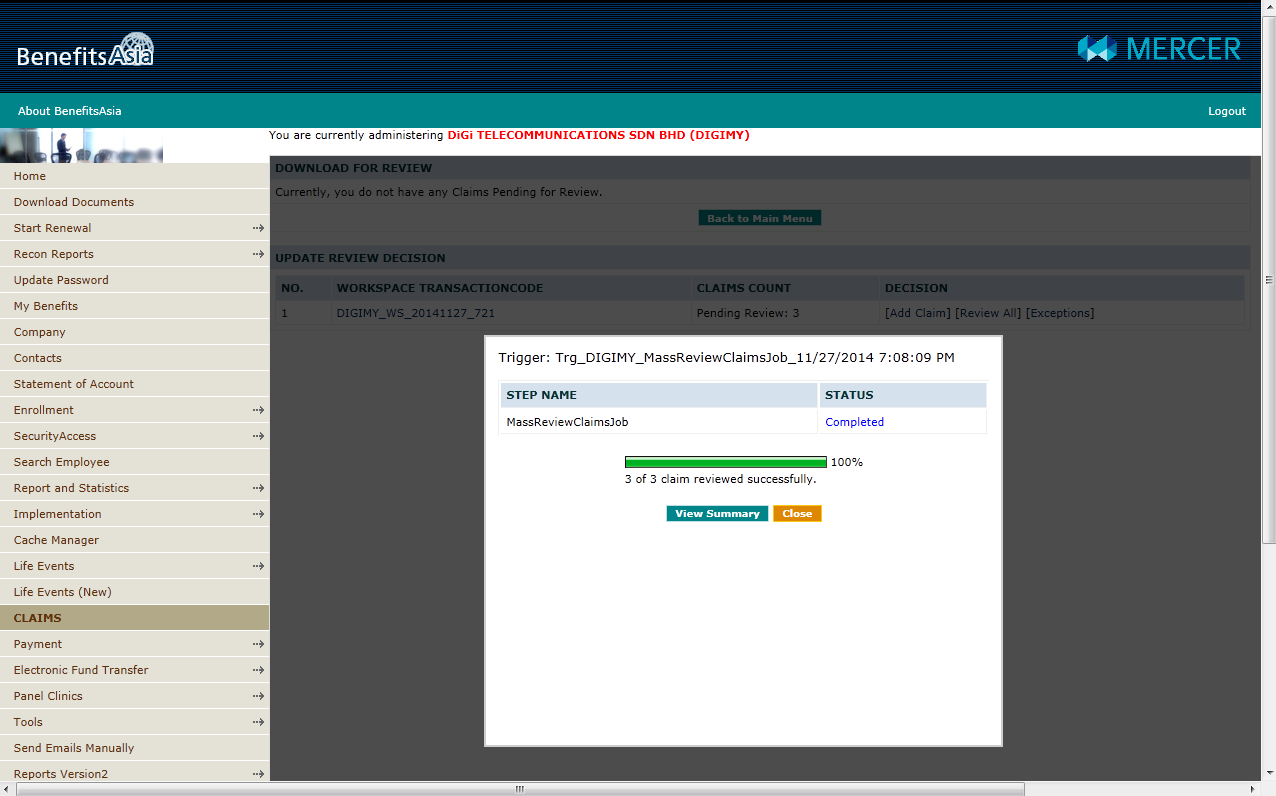 BenefitsAsia
MERCER
About BenefitsAsia
Logout
You are currently administering DiGi TELECOMMUNICATIONS SDN BHD (DIGIMY)
Home
Download Documents
Start Renewal
Recon Reports
Update Password
My Benefits
Company
Contacts
Statement of Account
Enrollment
SecurityAccess
Search Employee
Report and Statistics
Implementation
Cache Manager
Life Events
Life Events (New)
CLAIMS
Payment
Electronic Fund Transfer
Panel Clinics
Tools
Send Emails Manually
Reports Version2
DOWNLOAD FOR REVIEW
Currently, you do not have any Claims Pending for Review.
Back to Main Menu
UPDATE REVIEW DECISION
NO. WORKSPACE TRANSACTIONCODE CLAIMS COUNT DECISION
1 DIGIMY_WS_20141127_721 Pending Review: 3 [Add Claim] [Review All] [Exceptions]
Trigger: Trg_DIGIMY_MassReviewClaimsJob_11/27/2014 7:08:09 PM
STEP NAME STATUS
MassReviewClaimsJob Completed
100%
3 of 3 claim reviewed successfully.
View Summary Close